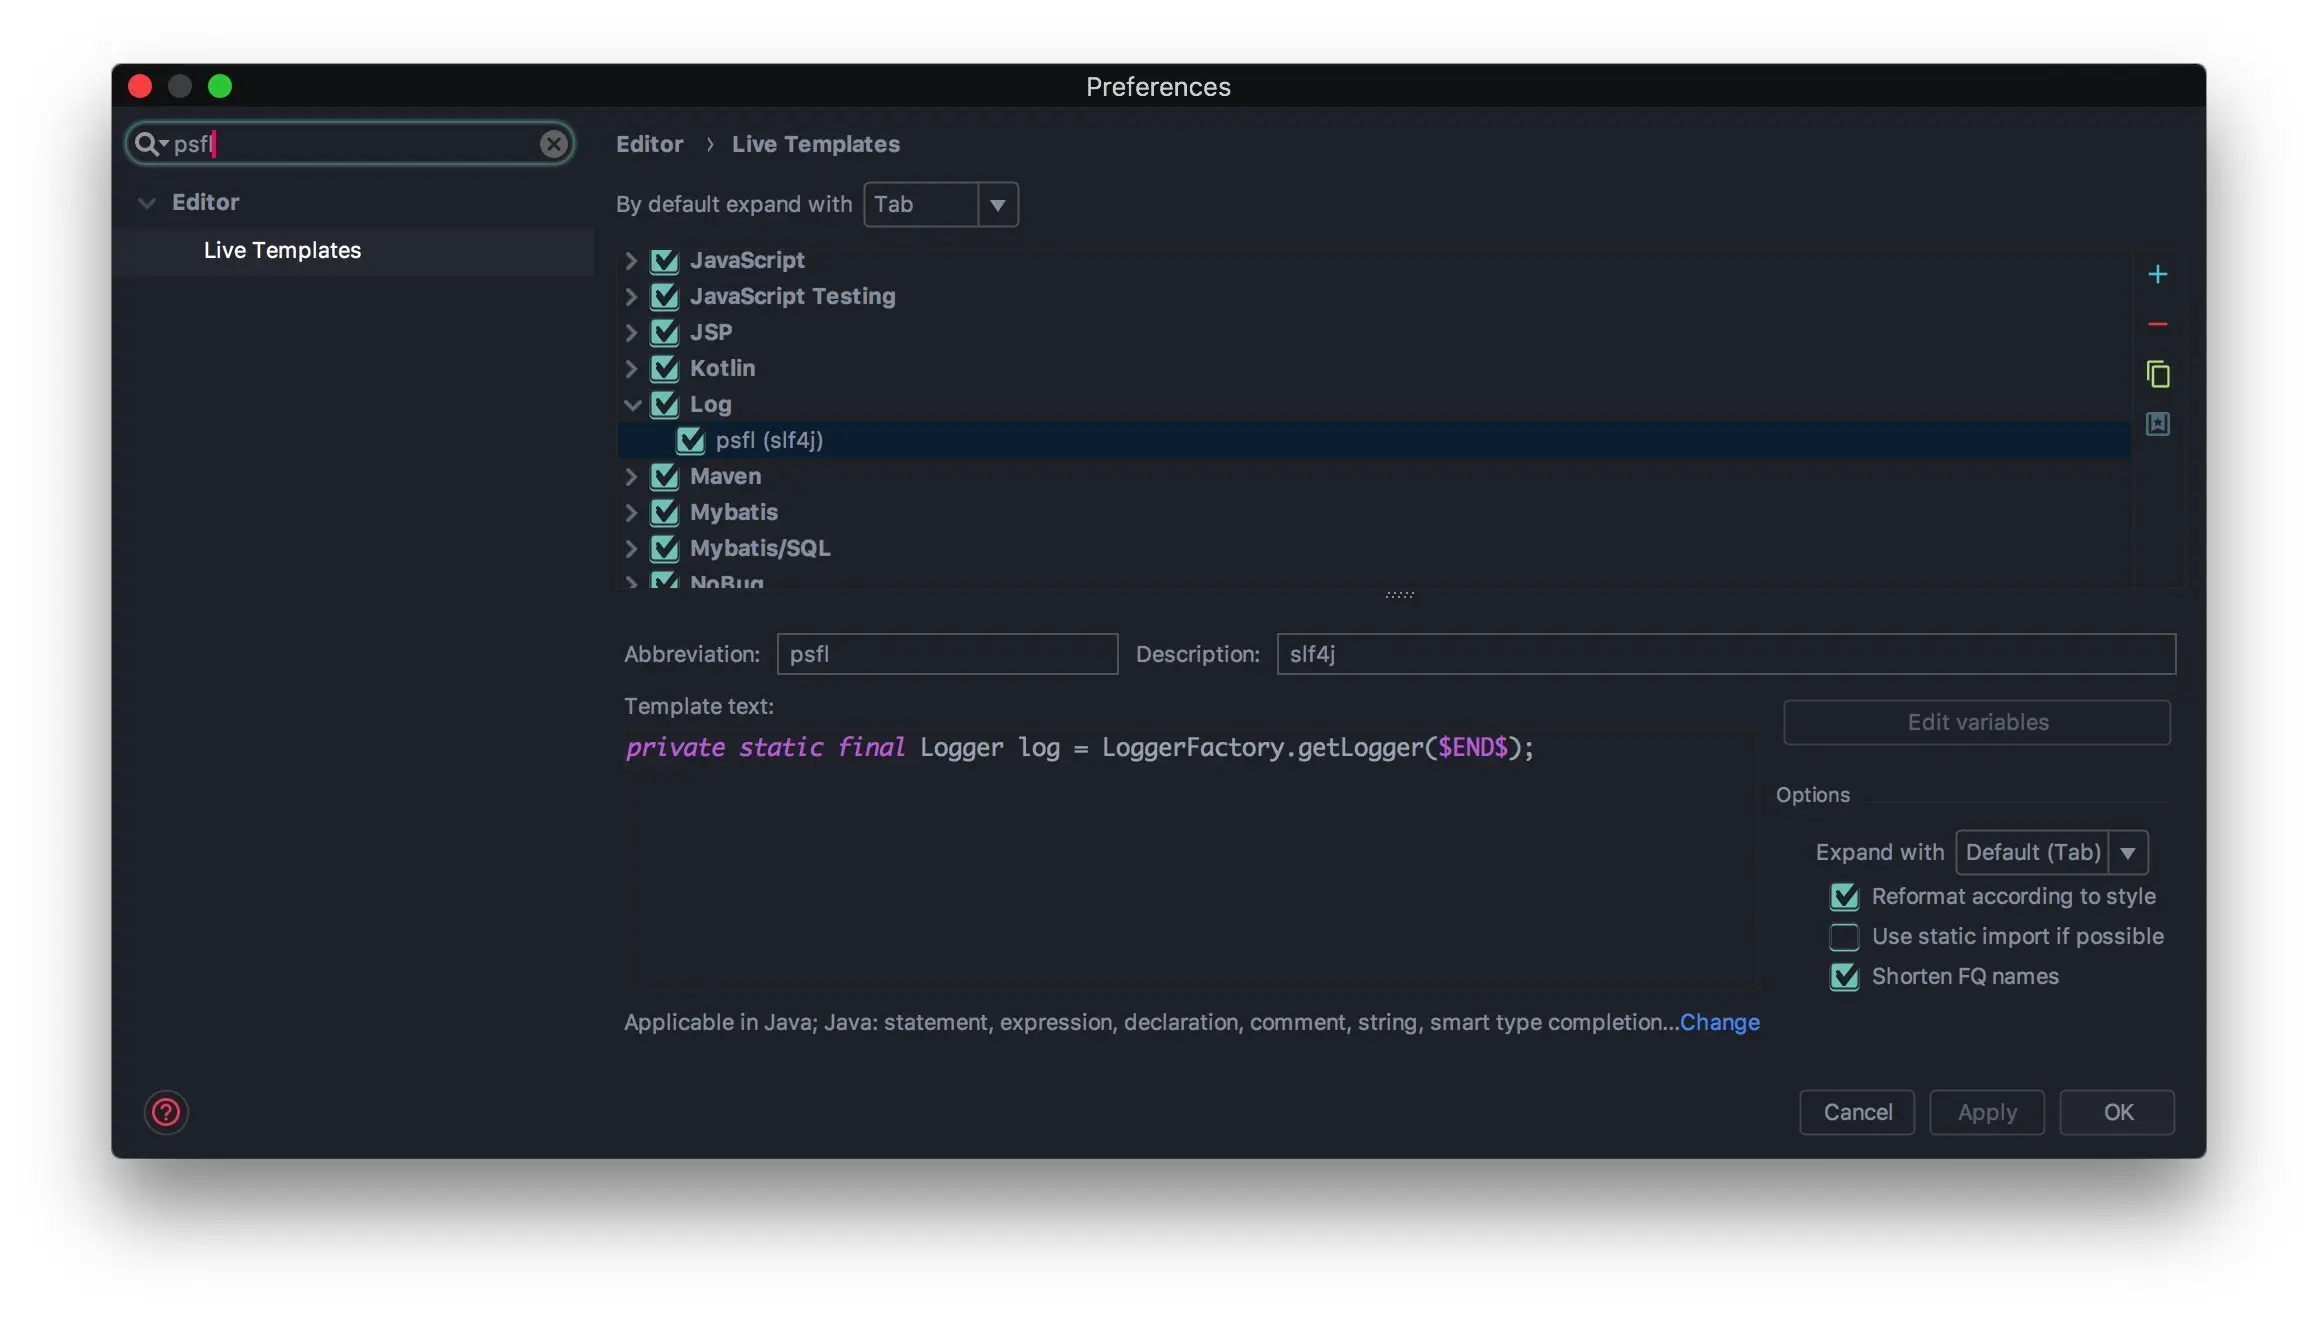 Preferences
psfl
Editor
Live Templates
Editor › Live Templates
By default expand with Tab
JavaScript
JavaScript Testing
JSP
Kotlin
Log
psfl (slf4j)
Maven
Mybatis
Mybatis/SQL
NoBug
Abbreviation: psfl Description: slf4j
Template text:
private static final Logger log = LoggerFactory.getLogger($END$);
Edit variables
Options
Expand with Default (Tab)
Reformat according to style
Use static import if possible
Shorten FQ names
Applicable in Java; Java: statement, expression, declaration, comment, string, smart type completion...Change
? Cancel Apply OK